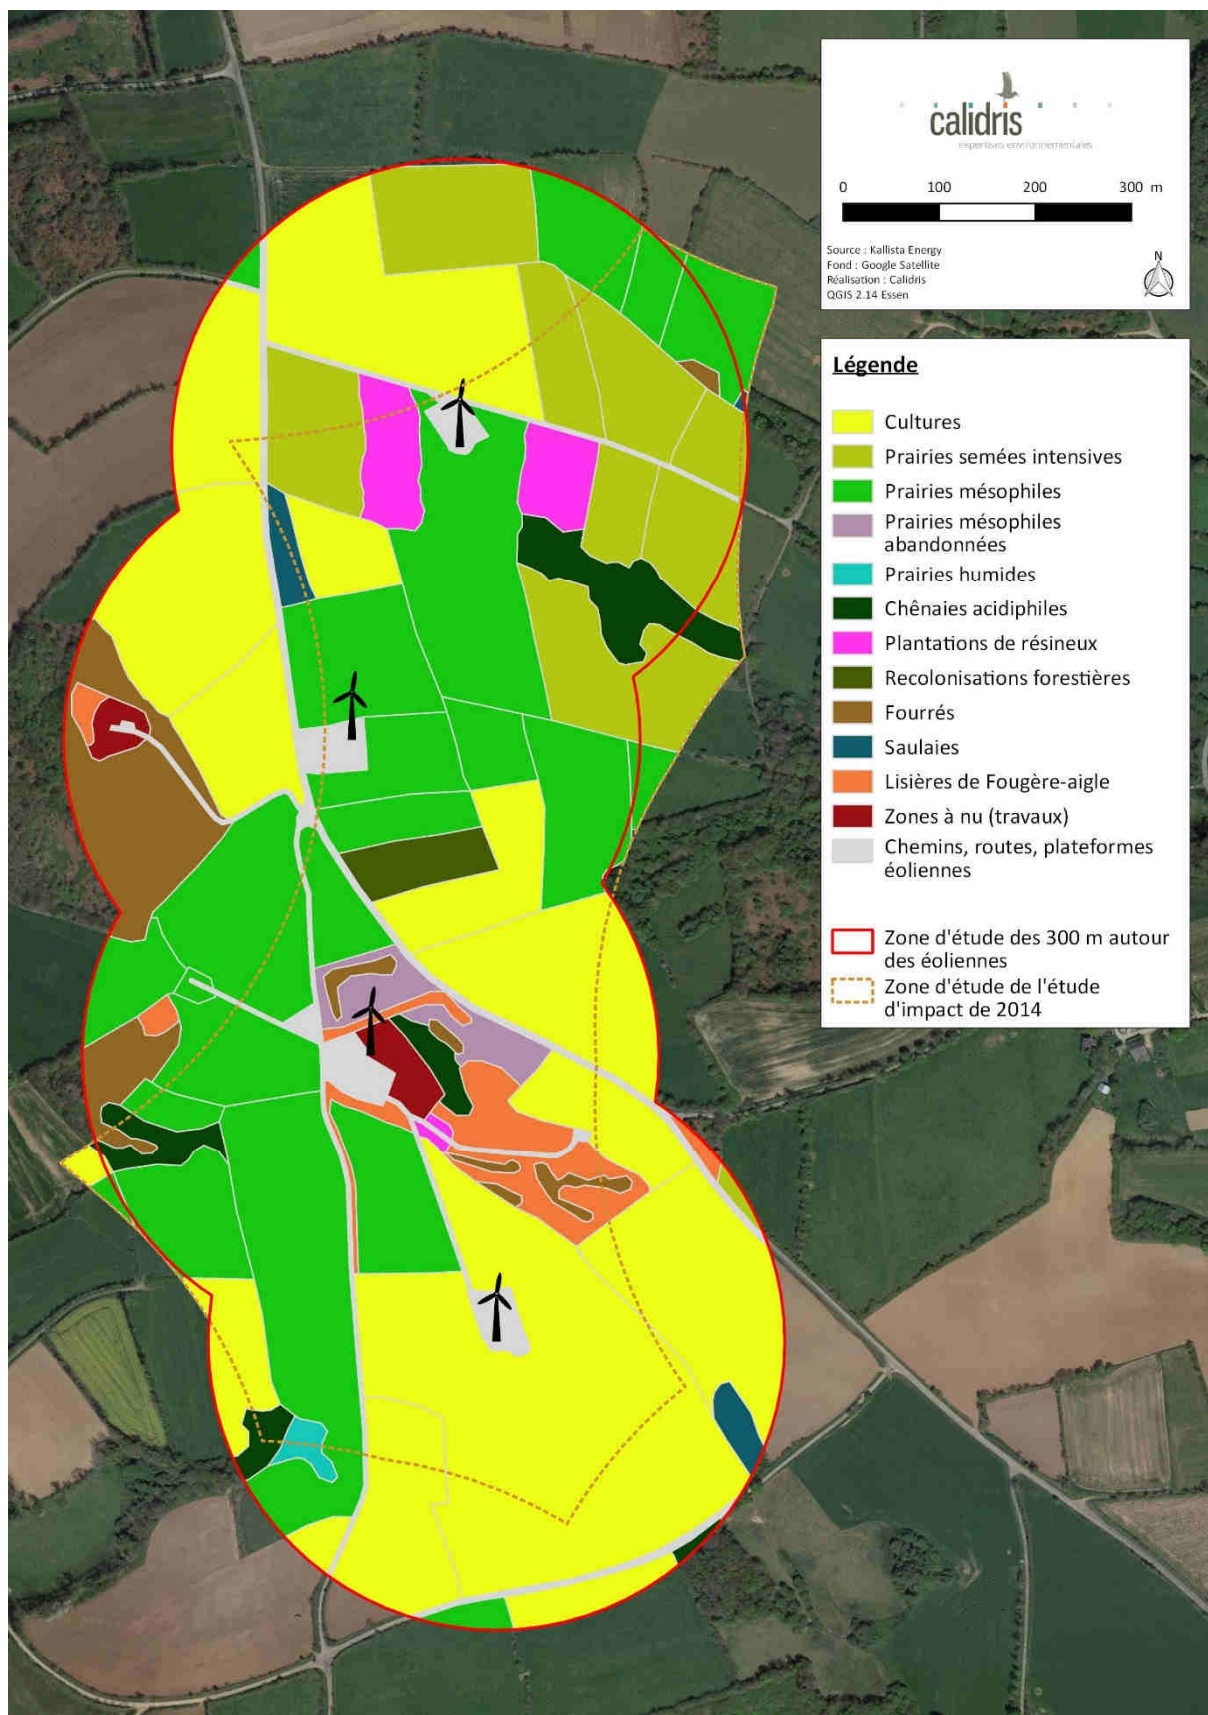 calidris
expertises environnementales
0 100 200 300 m
Source : Kallista Energy
Fond : Google Satellite
Réalisation : Calidris
QGIS 2.14 Essen
N
Légende
Cultures
Prairies semées intensives
Prairies mésophiles
Prairies mésophiles
abandonnées
Prairies humides
Chênaies acidiphiles
Plantations de résineux
Recolonisations forestières
Fourrés
Saulaies
Lisières de Fougère-aigle
Zones à nu (travaux)
Chemins, routes, plateformes
éoliennes
Zone d'étude des 300 m autour
des éoliennes
Zone d'étude de l'étude
d'impact de 2014